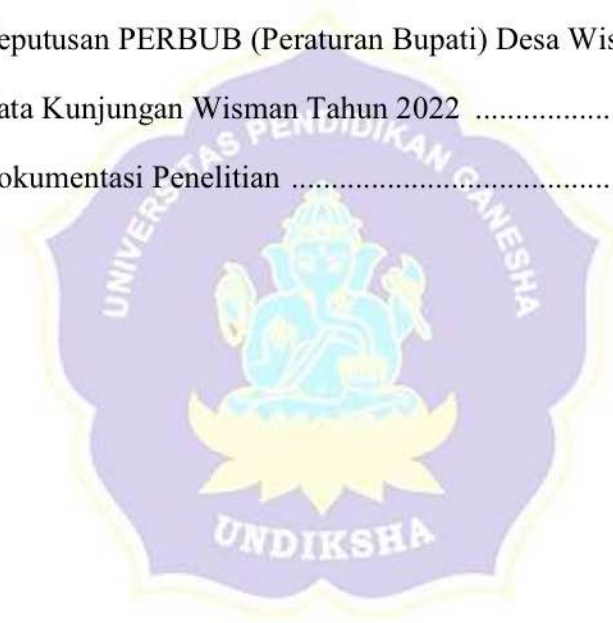 eputusan PERBUB (Peraturan Bupati) Desa Wis
ata Kunjungan Wisman Tahun 2022 ..................
okumentasi Penelitian ........................................
UNIVERSITAS PENDIDIKAN GANESHA
UNDIKSHA